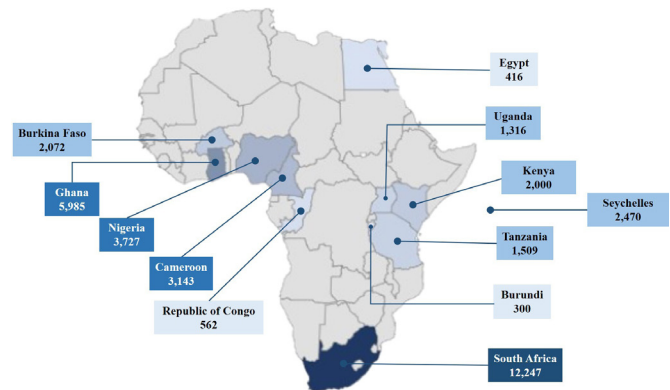 Egypt
416
Uganda
1,316
Burkina Faso
2,072
Kenya
2,000
Ghana
5,985
Seychelles
2,470
Nigeria
3,727
Tanzania
1,509
Cameroon
3,143
Burundi
300
Republic of Congo
562
South Africa
12,247